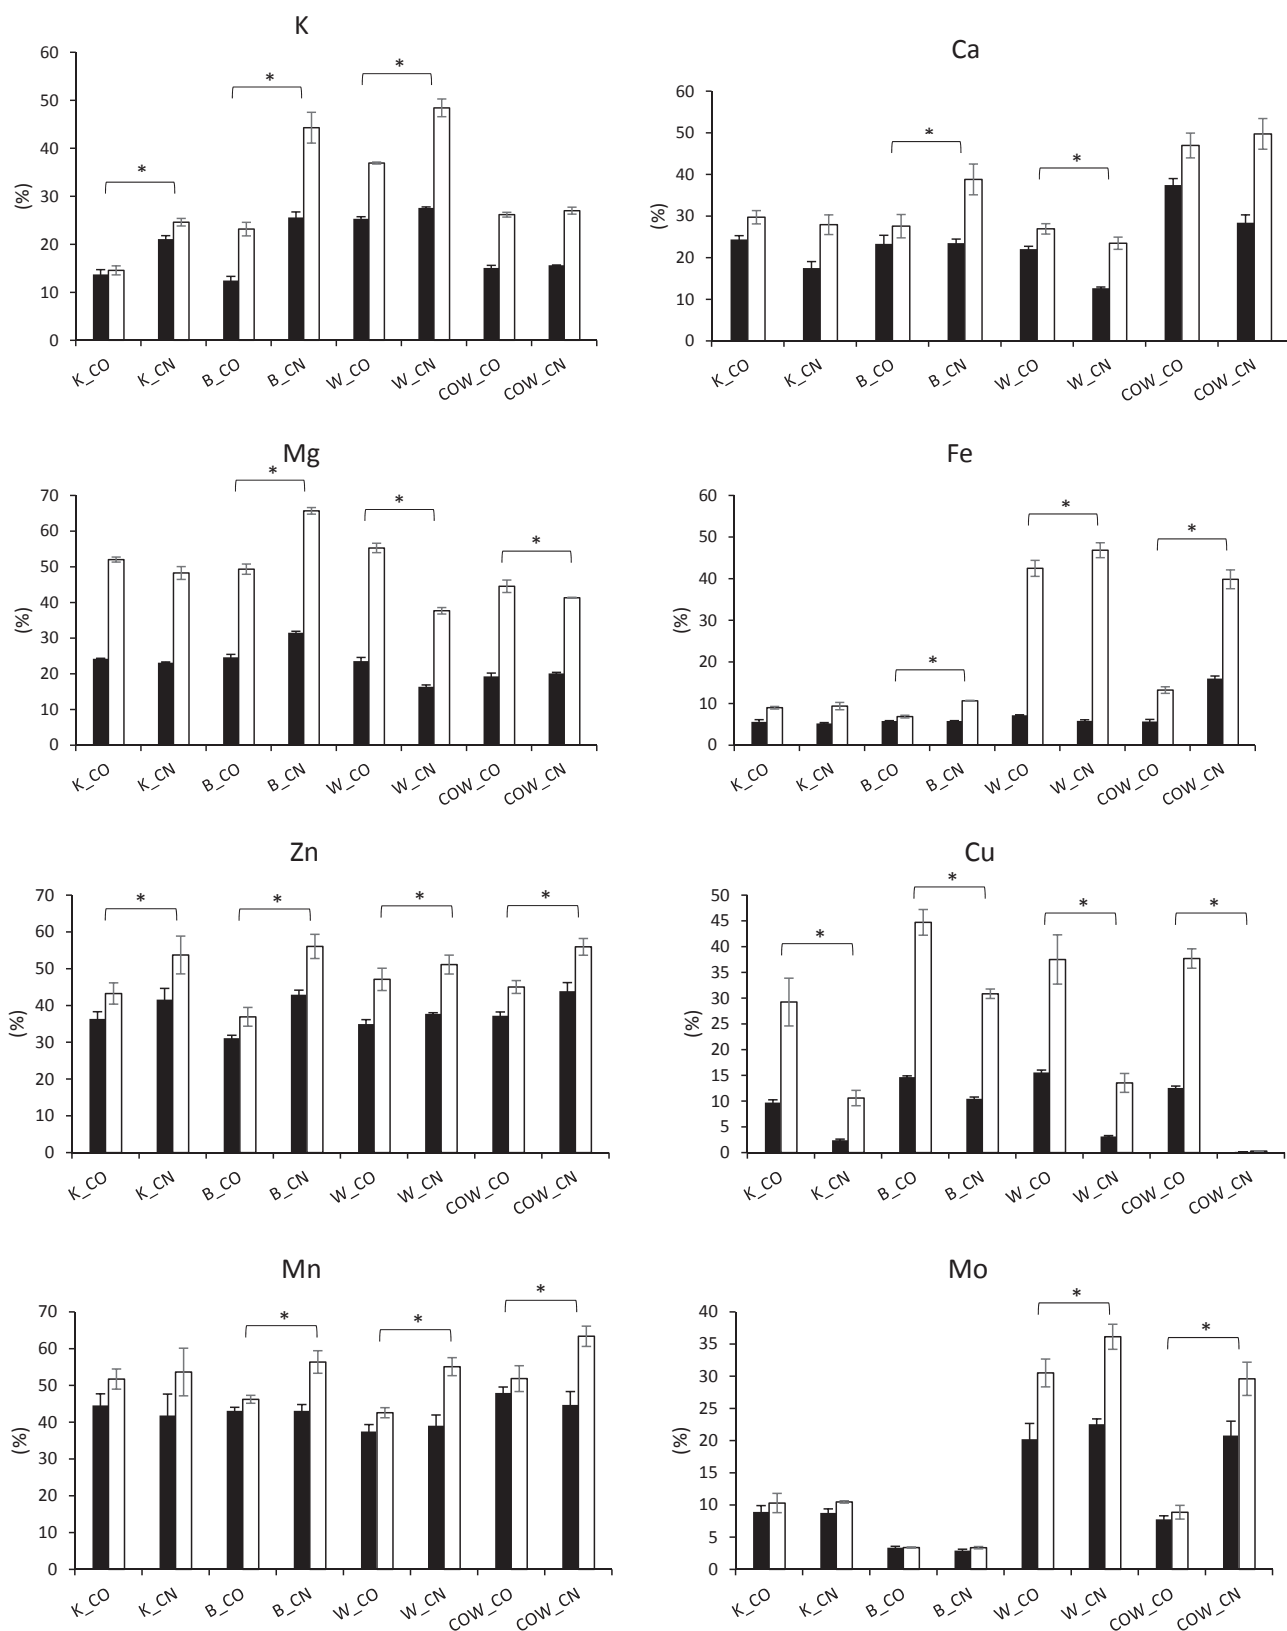 K
60
50
40
30
20
10
0
(%)
*
*
*
K_CO
K_CN
B_CO
B_CN
W_CO
W_CN
COW_CO
COW_CN
Ca
60
50
40
30
20
10
0
(%)
*
*
K_CO
K_CN
B_CO
B_CN
W_CO
W_CN
COW_CO
COW_CN
Mg
70
60
50
40
30
20
10
0
(%)
*
*
*
K_CO
K_CN
B_CO
B_CN
W_CO
W_CN
COW_CO
COW_CN
Fe
60
50
40
30
20
10
0
(%)
*
*
*
K_CO
K_CN
B_CO
B_CN
W_CO
W_CN
COW_CO
COW_CN
Zn
70
60
50
40
30
20
10
0
(%)
*
*
*
*
K_CO
K_CN
B_CO
B_CN
W_CO
W_CN
COW_CO
COW_CN
Cu
50
45
40
35
30
25
20
15
10
5
0
(%)
*
*
*
*
K_CO
K_CN
B_CO
B_CN
W_CO
W_CN
COW_CO
COW_CN
Mn
70
60
50
40
30
20
10
0
(%)
*
*
*
K_CO
K_CN
B_CO
B_CN
W_CO
W_CN
COW_CO
COW_CN
Mo
40
35
30
25
20
15
10
5
0
(%)
*
*
K_CO
K_CN
B_CO
B_CN
W_CO
W_CN
COW_CO
COW_CN